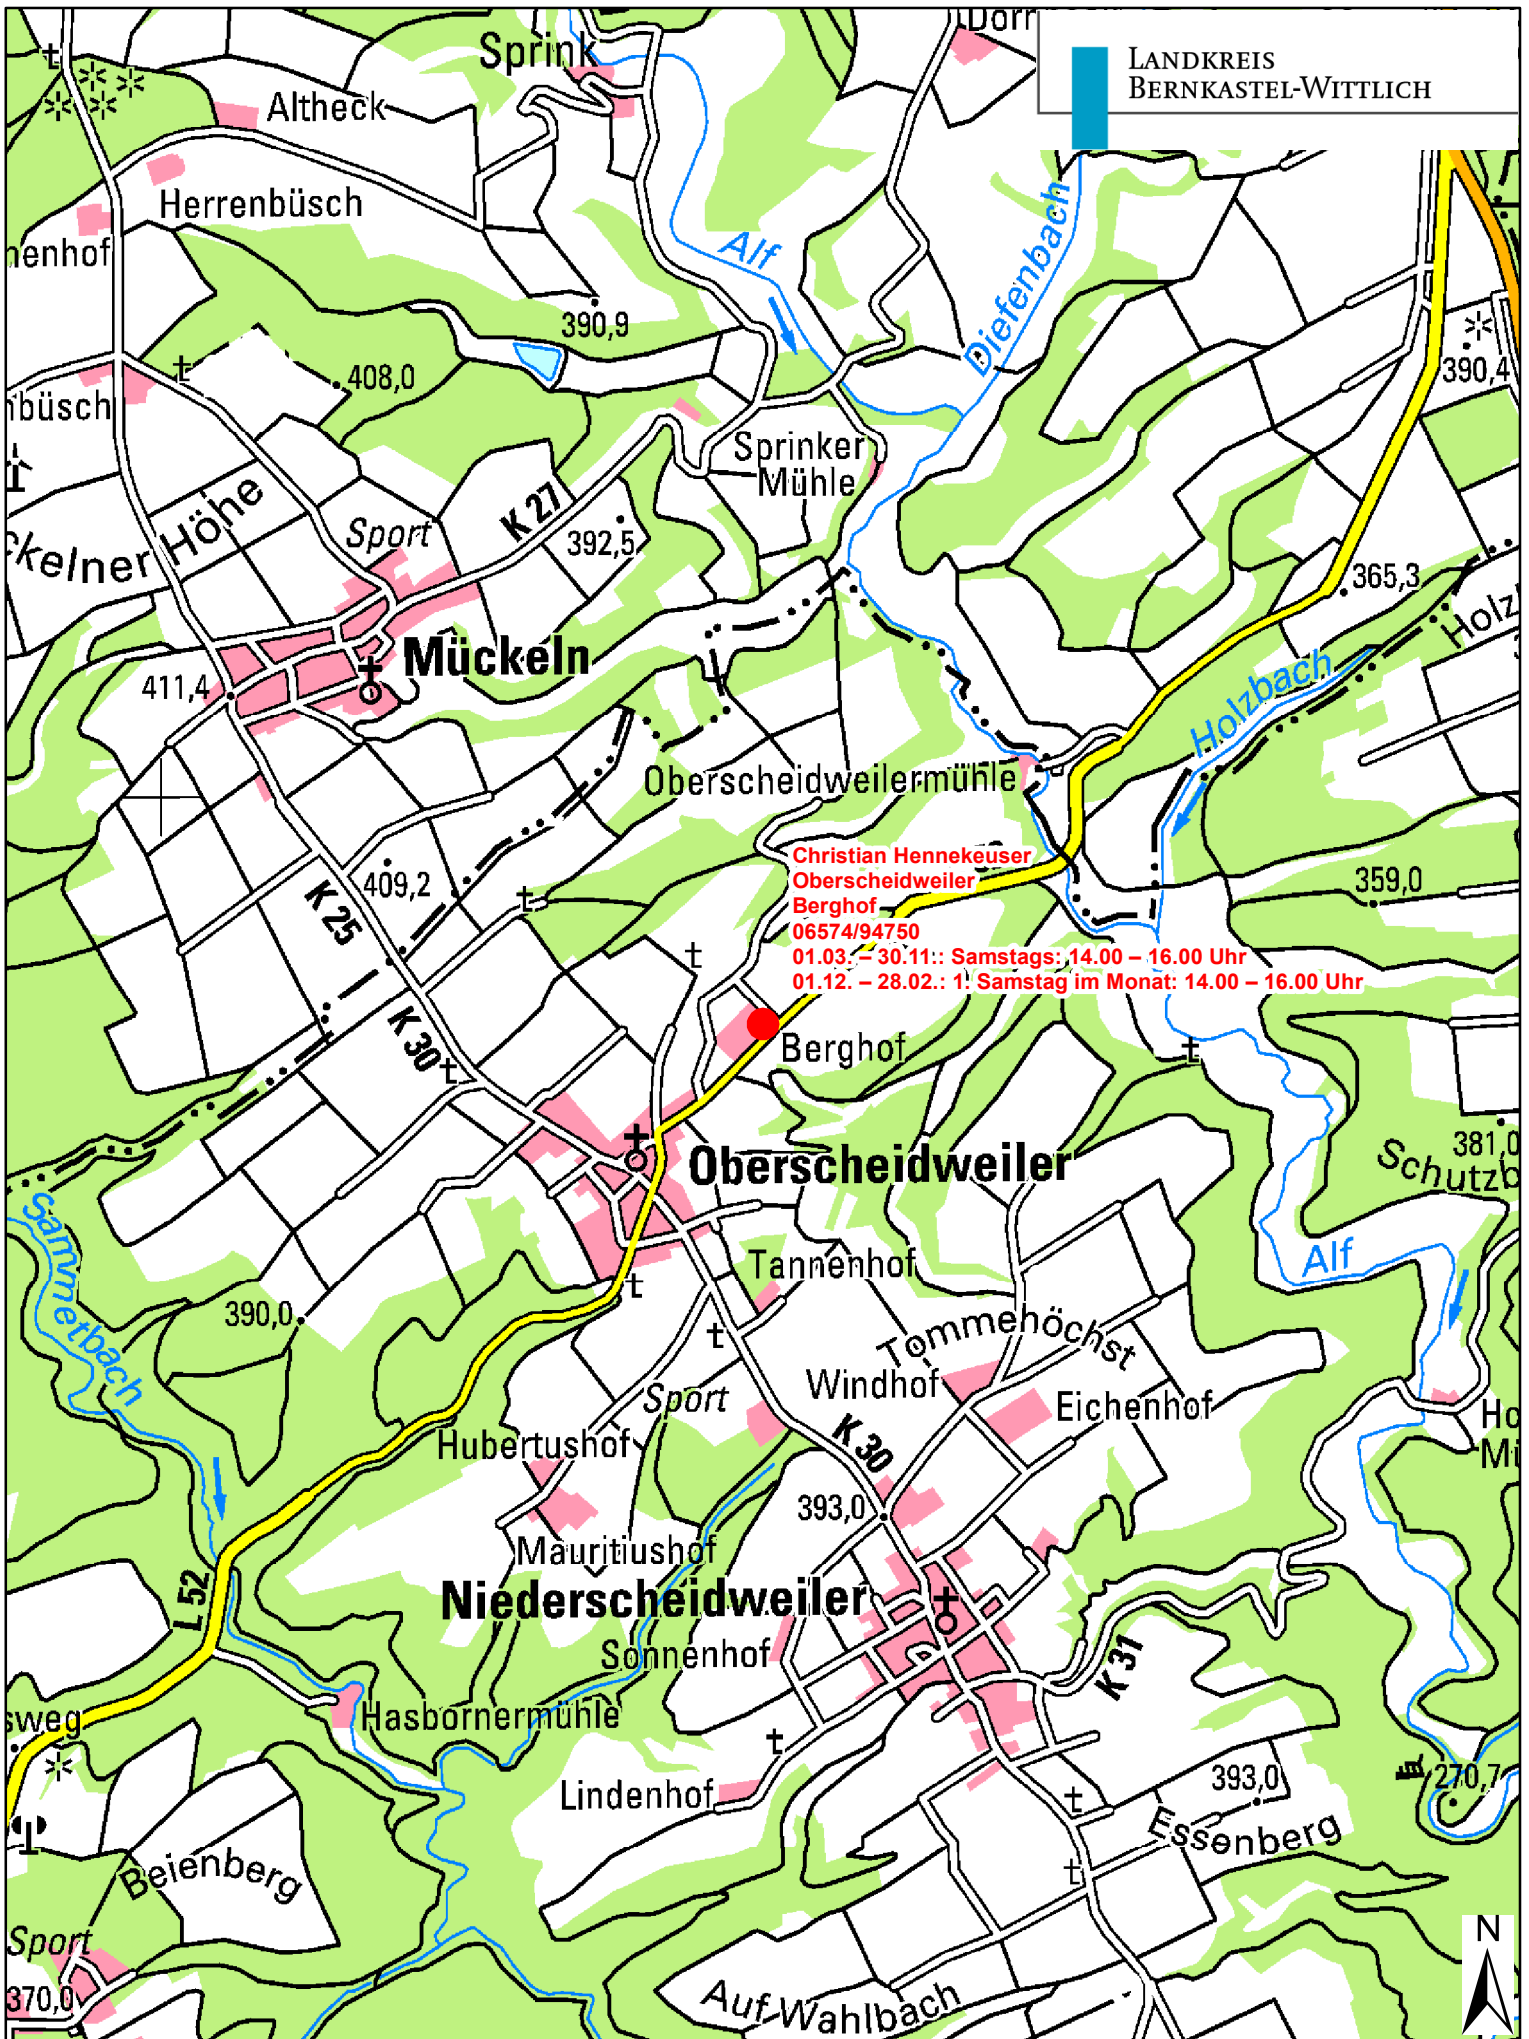 Sprink
LANDKREIS
BERNKASTEL-WITTLICH
Altheck
Herrenbüsch
Alf
Diefenbach
390,9
408,0
390,4
Sprinker
Mühle
Höhe
Sport
K 27
392,5
365,3
Mückeln
411,4
Holzbach
Oberscheidweilermühle
Christian Hennekeuser
Oberscheidweiler
Berghof
06574/94750
01.03. – 30.11.: Samstags: 14.00 – 16.00 Uhr
01.12. – 28.02.: 1. Samstag im Monat: 14.00 – 16.00 Uhr
409,2
359,0
K 25
K 30
Berghof
381,0
Oberscheidweiler
Sammetbach
Tannenhof
Alf
390,0
Tommehöchst
Windhof
Sport
Eichenhof
Hubertushof
K 30
393,0
Mauritiushof
Niederscheidweiler
L 52
Sonnenhof
K 31
Hasbornermühle
Lindenhof
393,0
270,7
Essenberg
Beienberg
Sport
370,0
Auf Wahlbach
N